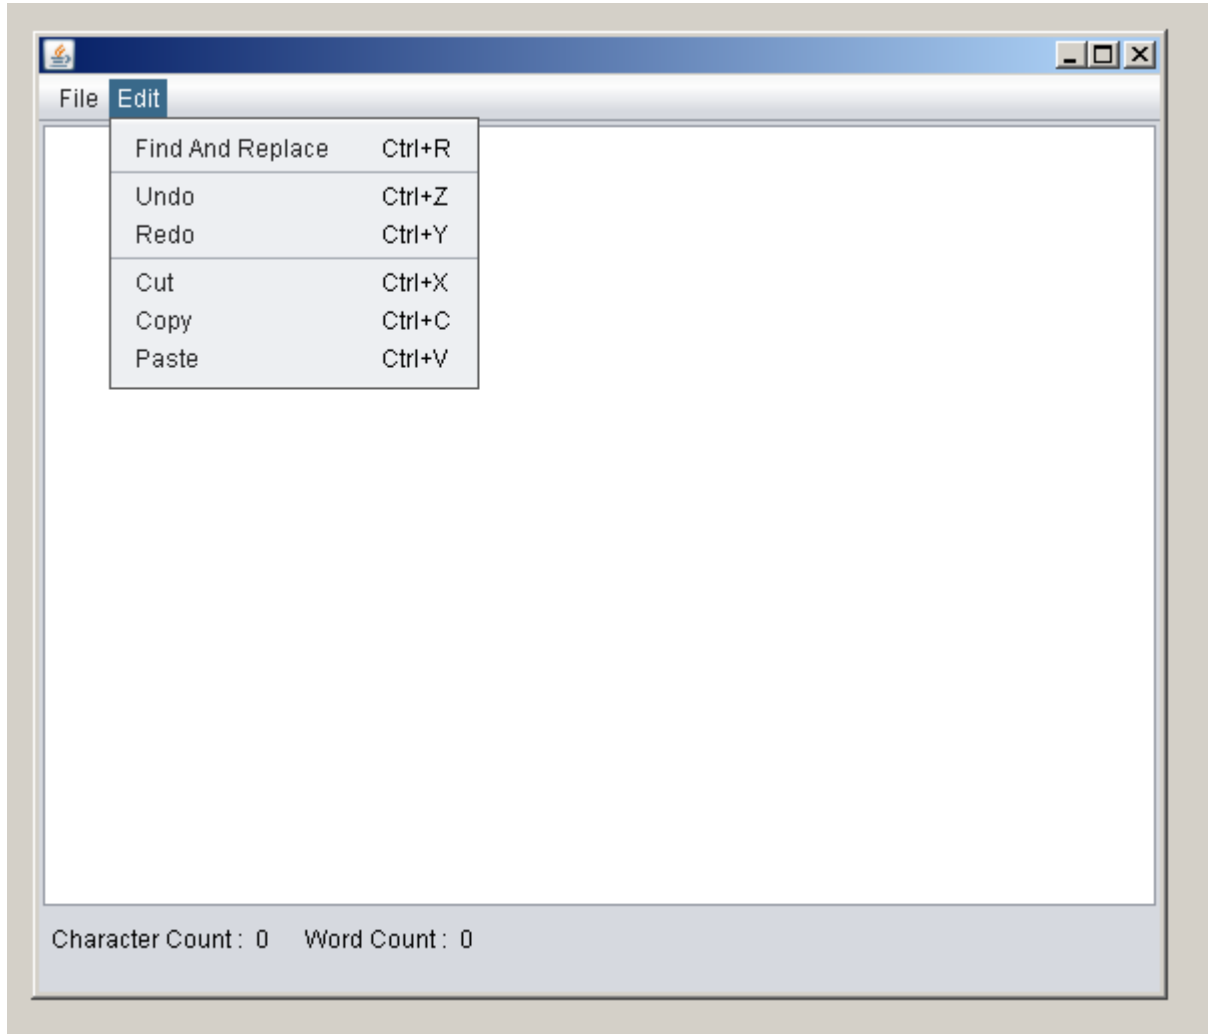 File Edit
Find And Replace Ctrl+R
Undo Ctrl+Z
Redo Ctrl+Y
Cut Ctrl+X
Copy Ctrl+C
Paste Ctrl+V
Character Count : 0 Word Count : 0